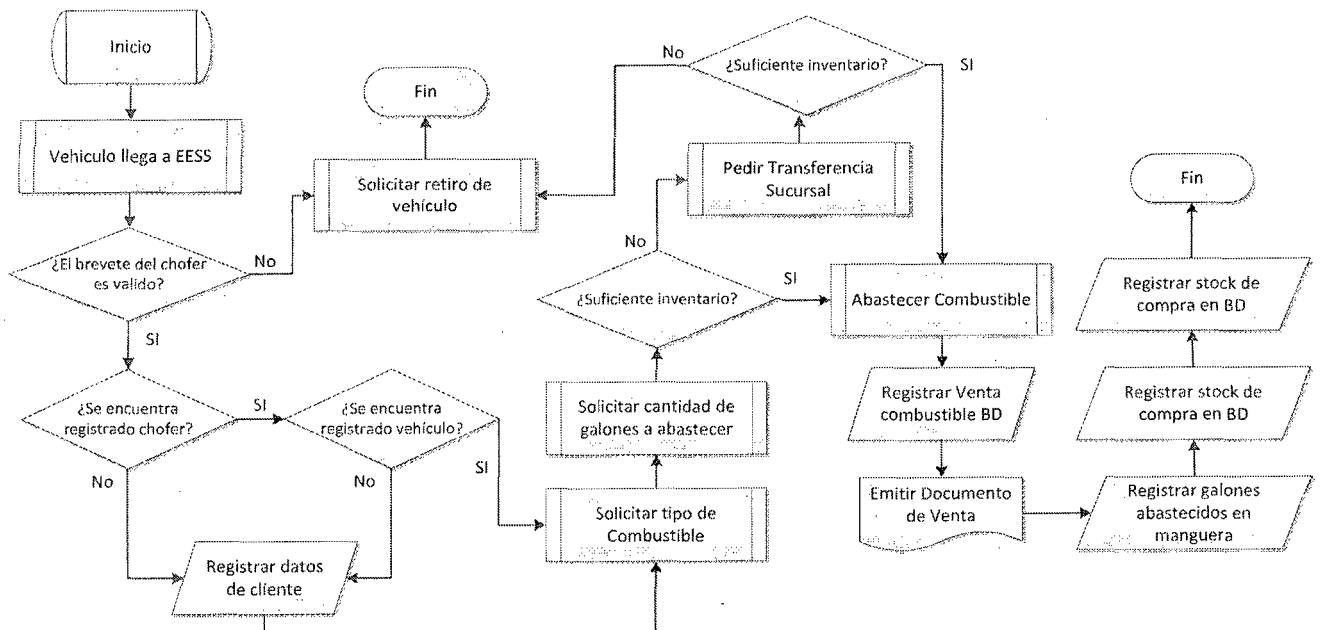 Inicio
Vehiculo llega a EESS
¿El brevete del chofer
es valido?
No
SI
Fin
Solicitar retiro de
vehículo
¿Se encuentra
registrado chofer?
SI
No
¿Se encuentra
registrado vehículo?
SI
No
Registrar datos
de cliente
Solicitar tipo de
Combustible
Solicitar cantidad de
galones a abastecer
¿Suficiente inventario?
No
SI
Pedir Transferencia
Sucursal
¿Suficiente inventario?
No
SI
Abastecer Combustible
Registrar Venta
combustible BD
Emitir Documento
de Venta
Registrar galones
abastecidos en
manguera
Registrar stock de
compra en BD
Registrar stock de
compra en BD
Fin